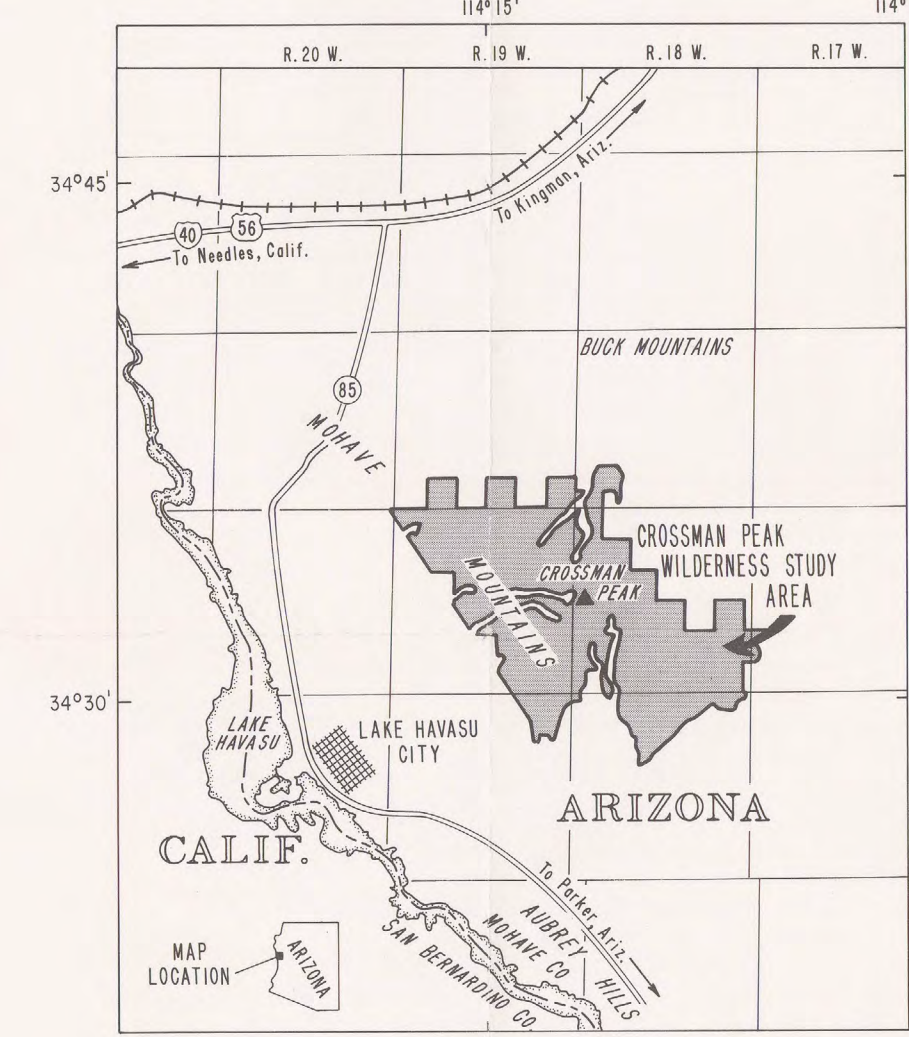 114°15'
114°
R. 20 W.
R. 19 W.
R. 18 W.
R. 17 W.
34°45'
To Kingman, Ariz.
40
56
To Needles, Calif.
BUCK MOUNTAINS
85
MOHAVE
CROSSMAN PEAK
WILDERNESS STUDY
AREA
CROSSMAN
PEAK
MOUNTAINS
34°30'
LAKE
HAVASU
LAKE HAVASU
CITY
ARIZONA
CALIF.
To Parker, Ariz.
AUBREY
HILLS
MOHAVE CO
SAN BERNARDINO CO.
MAP
LOCATION
ARIZONA